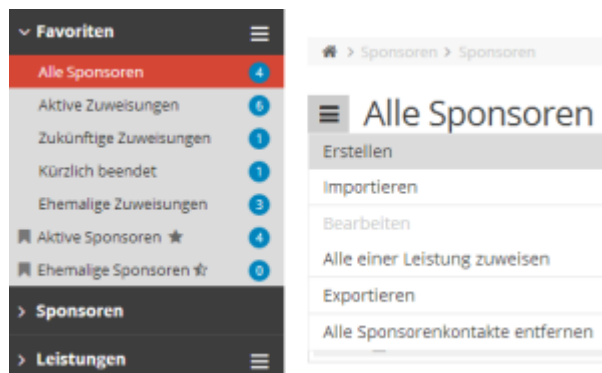 Favoriten
Alle Sponsoren 4
Aktive Zuweisungen 6
Zukünftige Zuweisungen 1
Kürzlich beendet 1
Ehemalige Zuweisungen 3
Aktive Sponsoren 4
Ehemalige Sponsoren 0
Sponsoren
Leistungen
> Sponsoren > Sponsoren
Alle Sponsoren
Erstellen
Importieren
Bearbeiten
Alle einer Leistung zuweisen
Exportieren
Alle Sponsorenkontakte entfernen